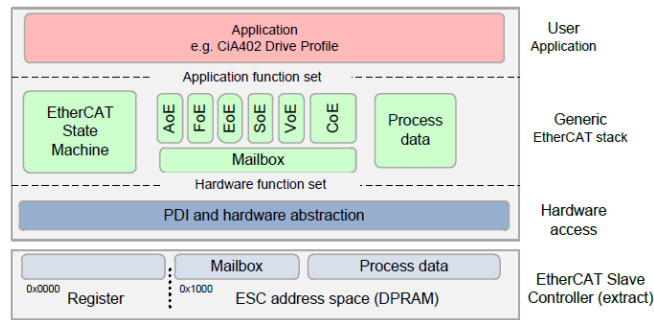 Application
e.g. CiA402 Drive Profile
User
Application
Application function set
EtherCAT
State
Machine
AoE
FoE
EoE
SoE
VoE
CoE
Mailbox
Process
data
Generic
EtherCAT stack
Hardware function set
PDI and hardware abstraction
Hardware
access
Mailbox
Process data
0x0000
Register
0x1000
ESC address space (DPRAM)
EtherCAT Slave
Controller (extract)